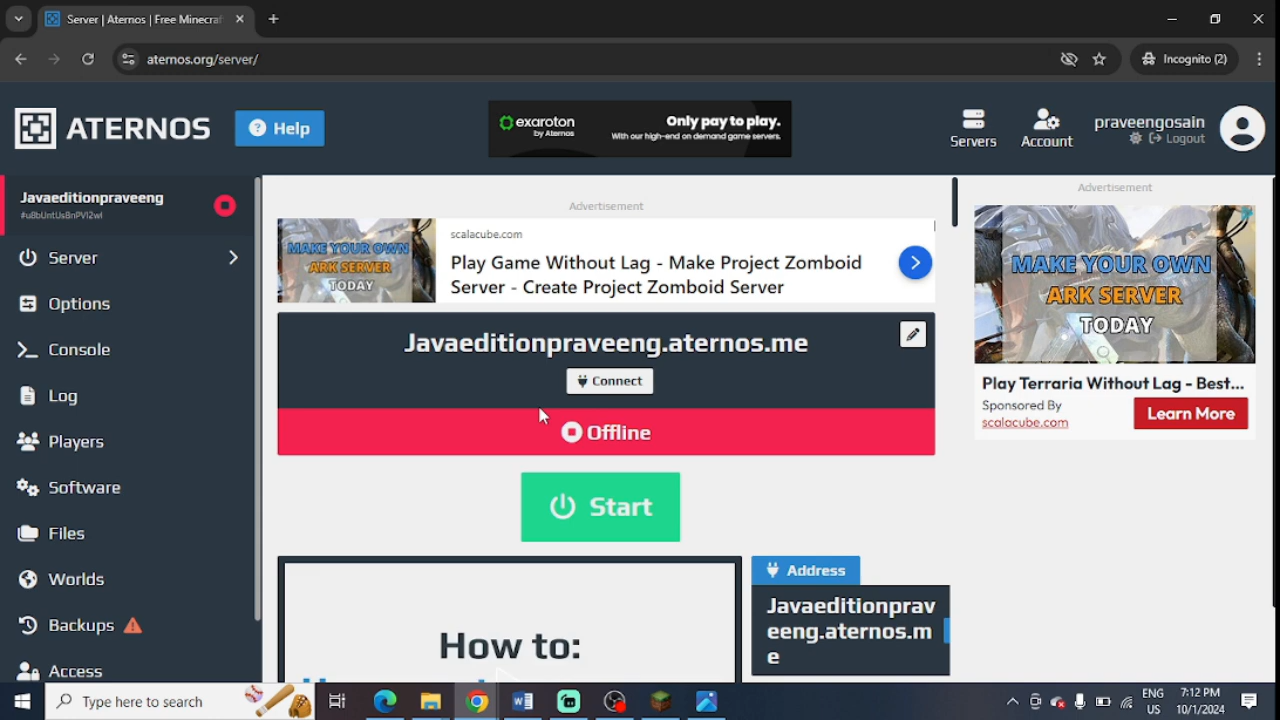 Server | Aternos | Free Minecraf
aternos.org/server/
Incognito (2)
ATERNOS
Help
exaroton
by Aternos
Only pay to play.
With our high-end on demand game servers.
Servers
Account
praveengosain
Logout
Javaeditionpraveeng
Server
Options
Console
Log
Players
Software
Files
Worlds
Backups
Access
Advertisement
MAKE YOUR OWN
ARK SERVER
TODAY
scalacube.com
Play Game Without Lag - Make Project Zomboid
Server - Create Project Zomboid Server
Javaeditionpraveeng.aternos.me
Connect
Offline
Start
How to:
Address
Javaeditionprav
eeng.aternos.m
e
Advertisement
MAKE YOUR OWN
ARK SERVER
TODAY
Play Terraria Without Lag - Best...
Sponsored By
scalacube.com
Learn More
Type here to search
ENG
US
7:12 PM
10/1/2024